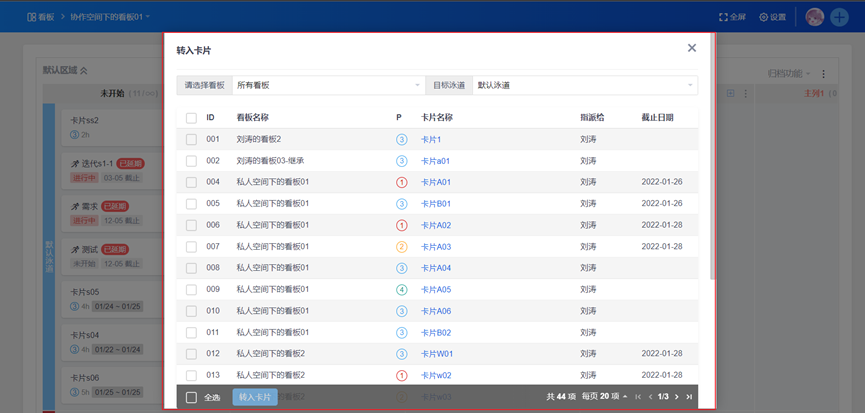 看板 > 协作空间下的看板01
全屏 设置
默认区域
归档功能
未开始 (11/∞)
主列1 (0
默认泳道
卡片ss2
3 2h
迭代s1-1 已延期
进行中 03-05 截止
需求 已延期
进行中 12-05 截止
测试 已延期
未开始 12-05 截止
卡片s05
3 4h 01/24 ~ 01/25
卡片s04
3 4h 01/22 ~ 01/24
卡片s06
3 5h 01/25 ~ 01/25
转入卡片
请选择看板 所有看板 目标泳道 默认泳道
ID 看板名称 P 卡片名称 指派给 截止日期
001 刘涛的看板2 3 卡片1 刘涛
002 刘涛的看板03-继承 3 卡片a01 刘涛
004 私人空间下的看板01 1 卡片A01 刘涛 2022-01-26
005 私人空间下的看板01 3 卡片B01 刘涛 2022-01-26
006 私人空间下的看板01 1 卡片A02 刘涛 2022-01-28
007 私人空间下的看板01 2 卡片A03 刘涛 2022-01-28
008 私人空间下的看板01 3 卡片A04 刘涛
009 私人空间下的看板01 4 卡片A05 刘涛
010 私人空间下的看板01 3 卡片A06 刘涛
011 私人空间下的看板01 3 卡片B02 刘涛
012 私人空间下的看板2 3 卡片W01 刘涛 2022-01-28
013 私人空间下的看板2 1 卡片w02 刘涛 2022-01-28
全选 转入卡片 共 44 项 每页 20 项 1/3